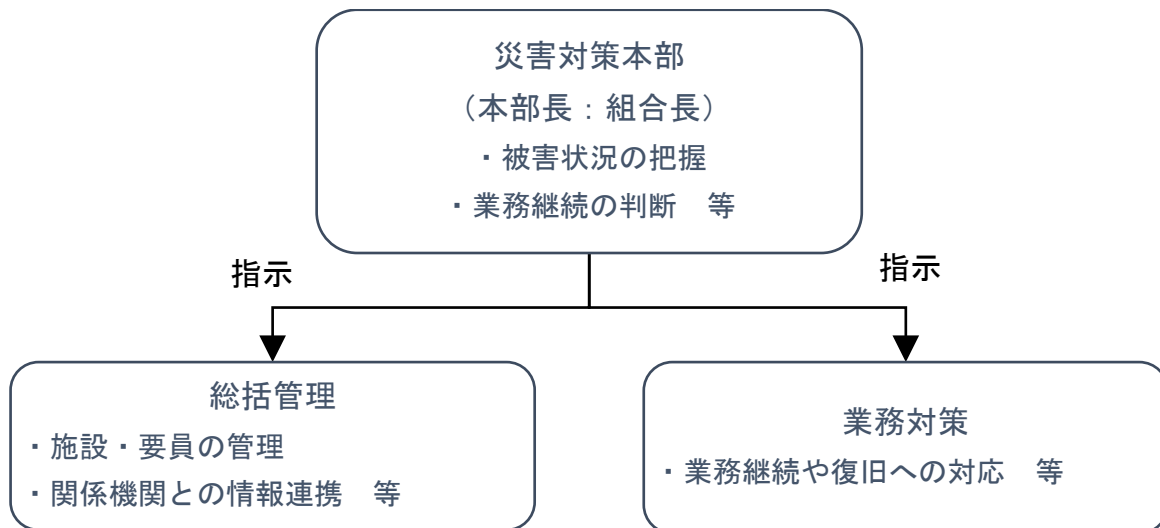 災害対策本部
（本部長：組合長）
・被害状況の把握
・業務継続の判断　等
指示
指示
総括管理
・施設・要員の管理
・関係機関との情報連携　等
業務対策
・業務継続や復旧への対応　等